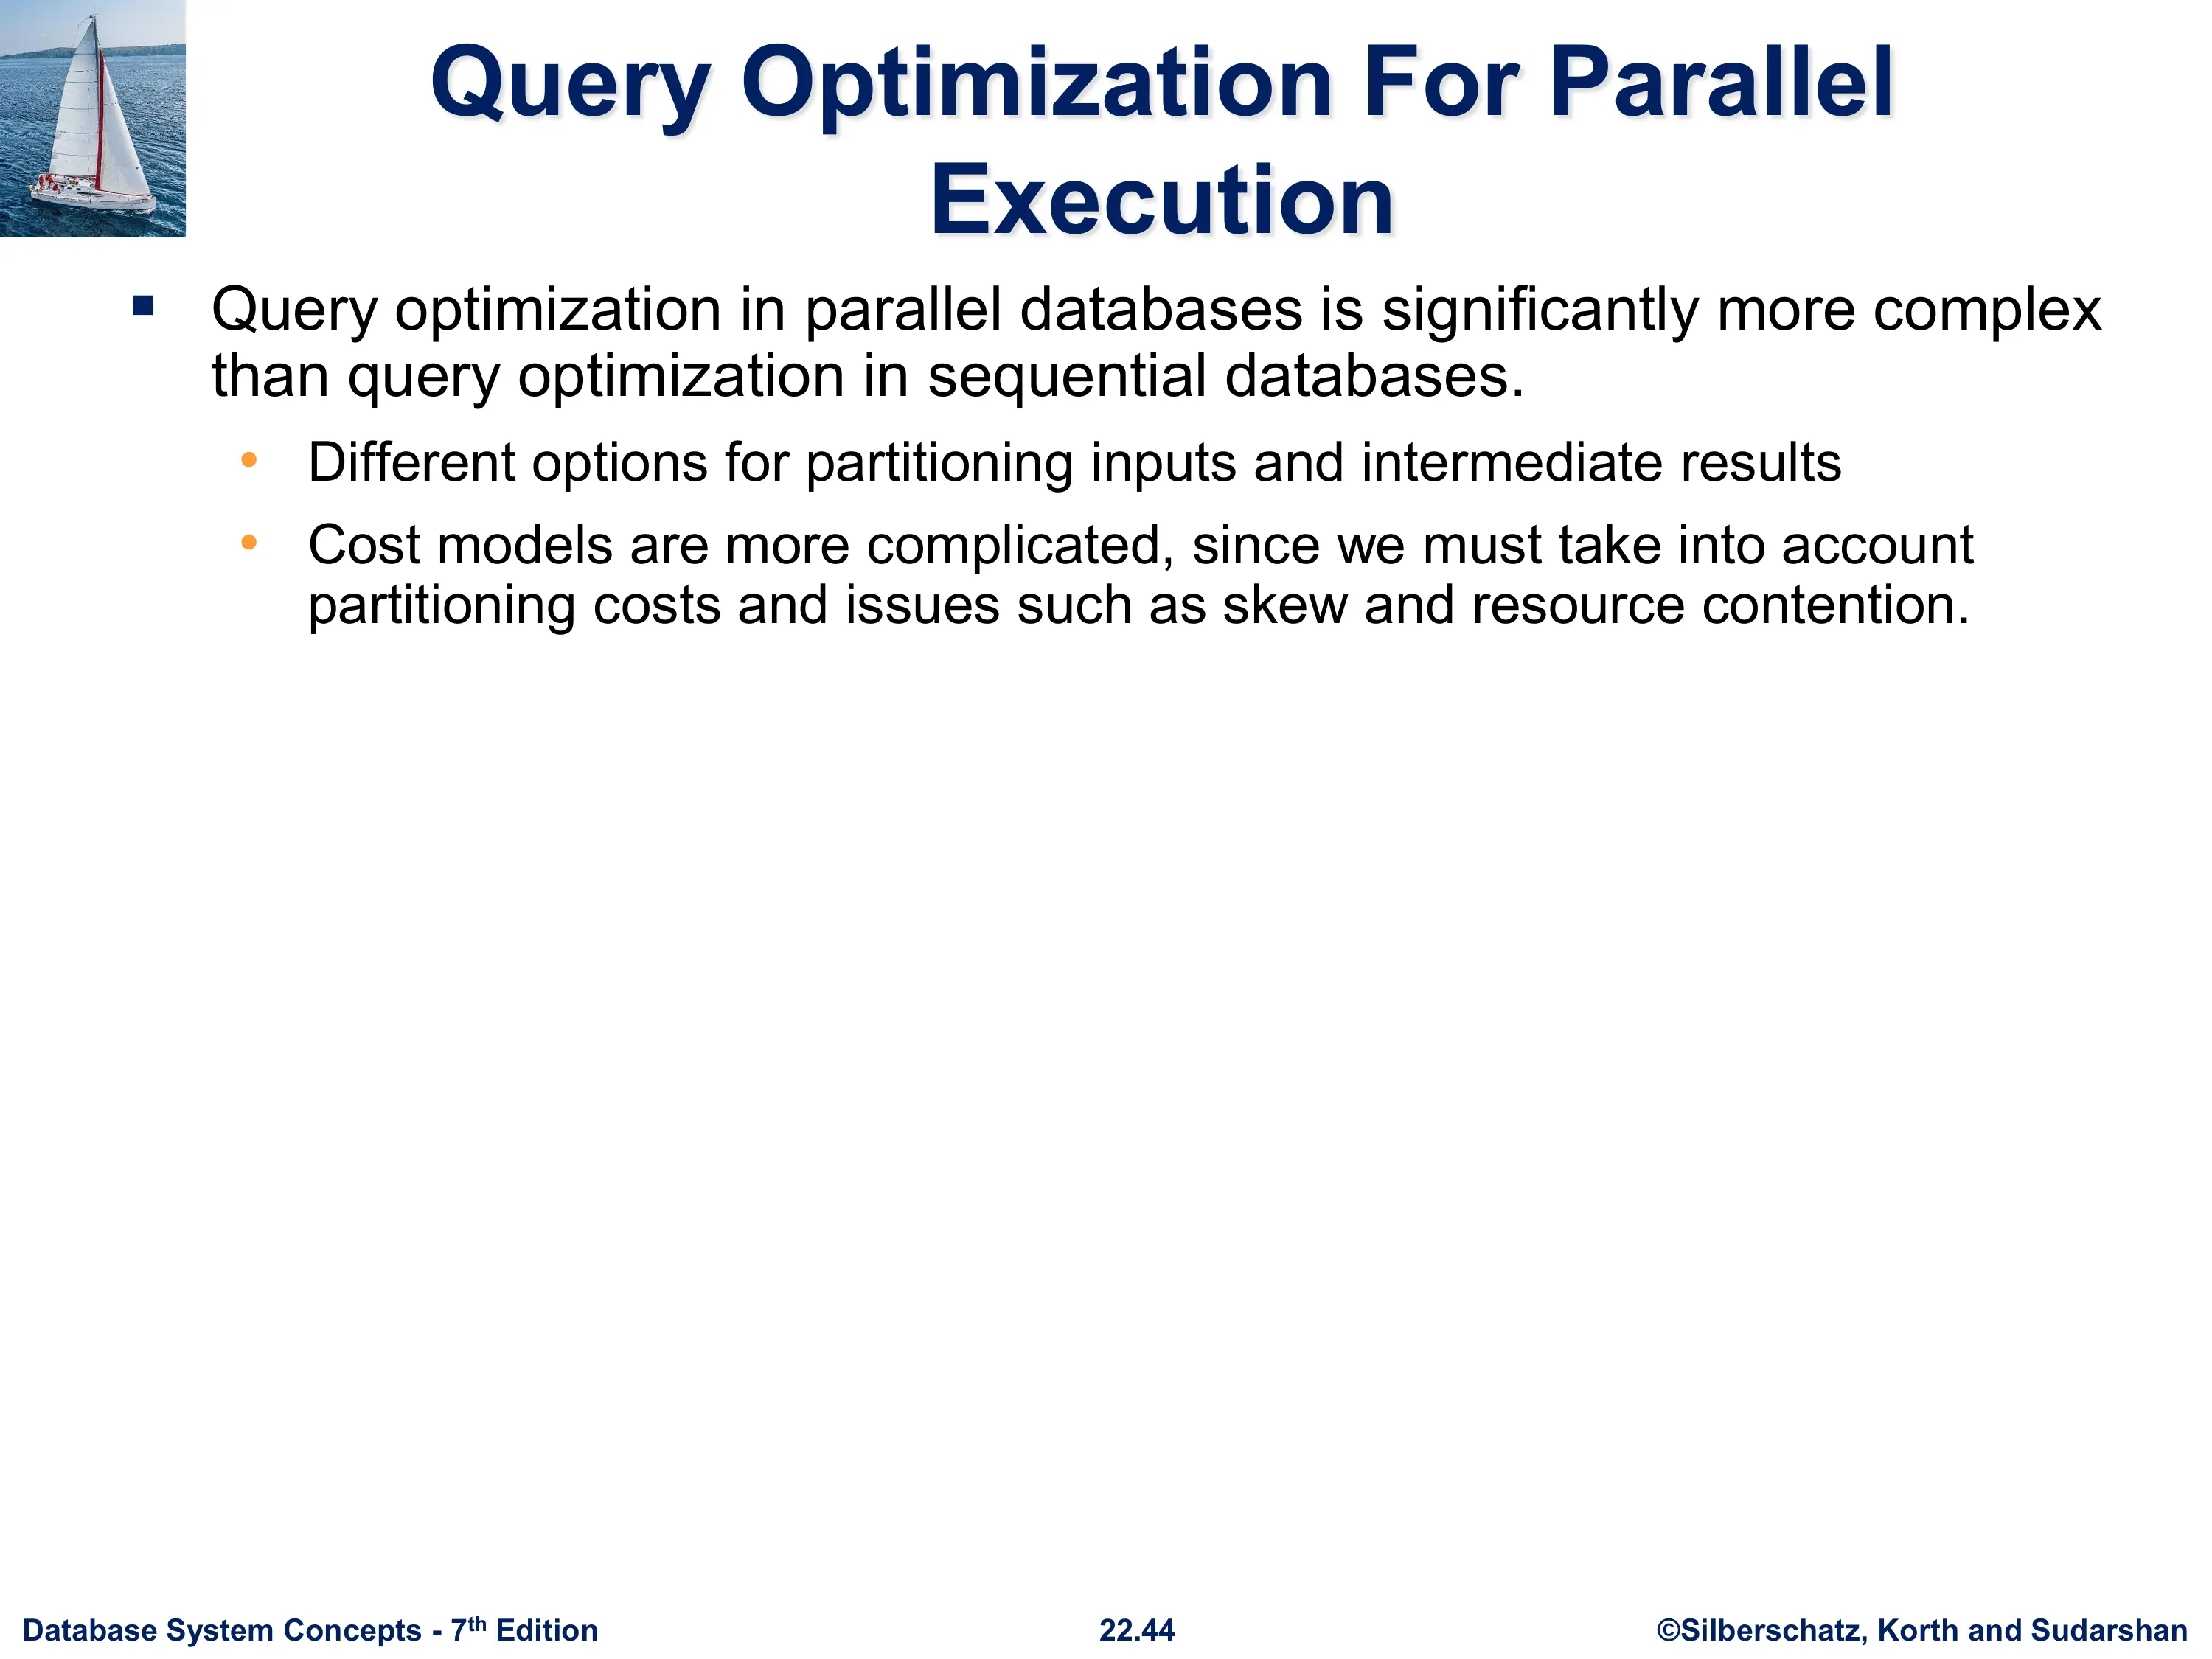 Query Optimization For Parallel
Execution
▪ Query optimization in parallel databases is significantly more complex
than query optimization in sequential databases.
• Different options for partitioning inputs and intermediate results
• Cost models are more complicated, since we must take into account
partitioning costs and issues such as skew and resource contention.
Database System Concepts - 7th Edition
22.44
©Silberschatz, Korth and Sudarshan